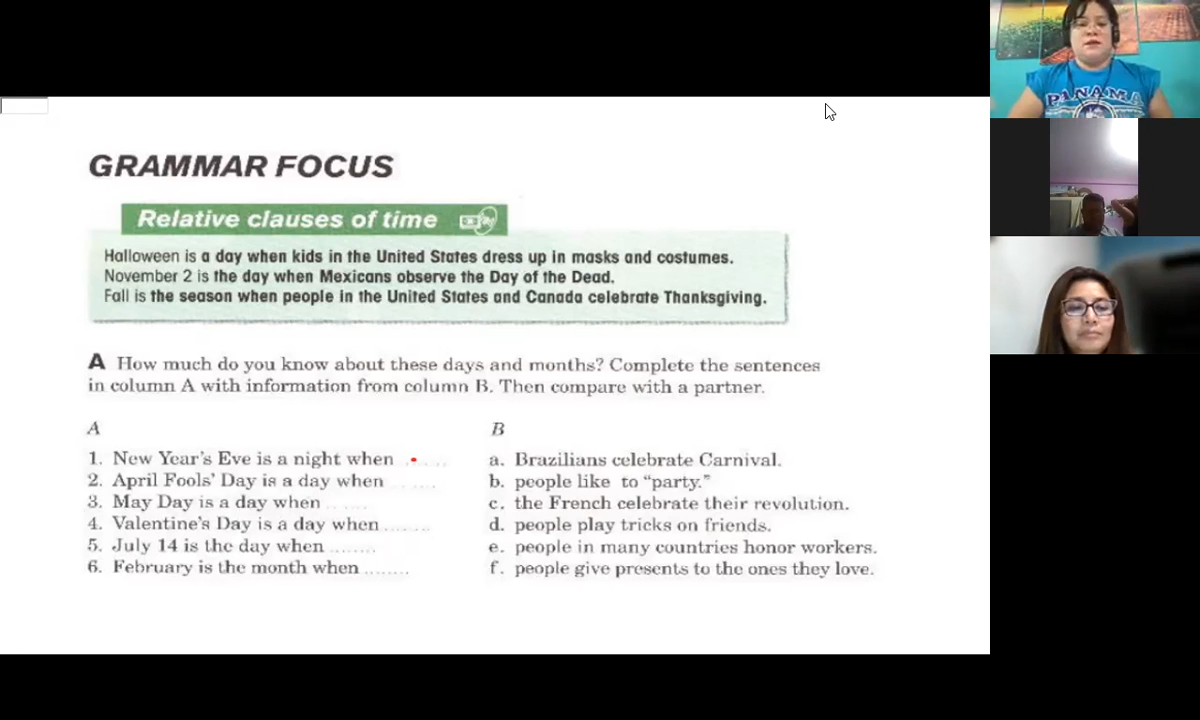 GRAMMAR FOCUS
Relative clauses of time
Halloween is a day when kids in the United States dress up in masks and costumes.
November 2 is the day when Mexicans observe the Day of the Dead.
Fall is the season when people in the United States and Canada celebrate Thanksgiving.
A How much do you know about these days and months? Complete the sentences
in column A with information from column B. Then compare with a partner.
A
1. New Year's Eve is a night when ........
2. April Fools' Day is a day when ........
3. May Day is a day when ........
4. Valentine's Day is a day when ........
5. July 14 is the day when ........
6. February is the month when ........
B
a. Brazilians celebrate Carnival.
b. people like to “party.”
c. the French celebrate their revolution.
d. people play tricks on friends.
e. people in many countries honor workers.
f. people give presents to the ones they love.
PANAMA